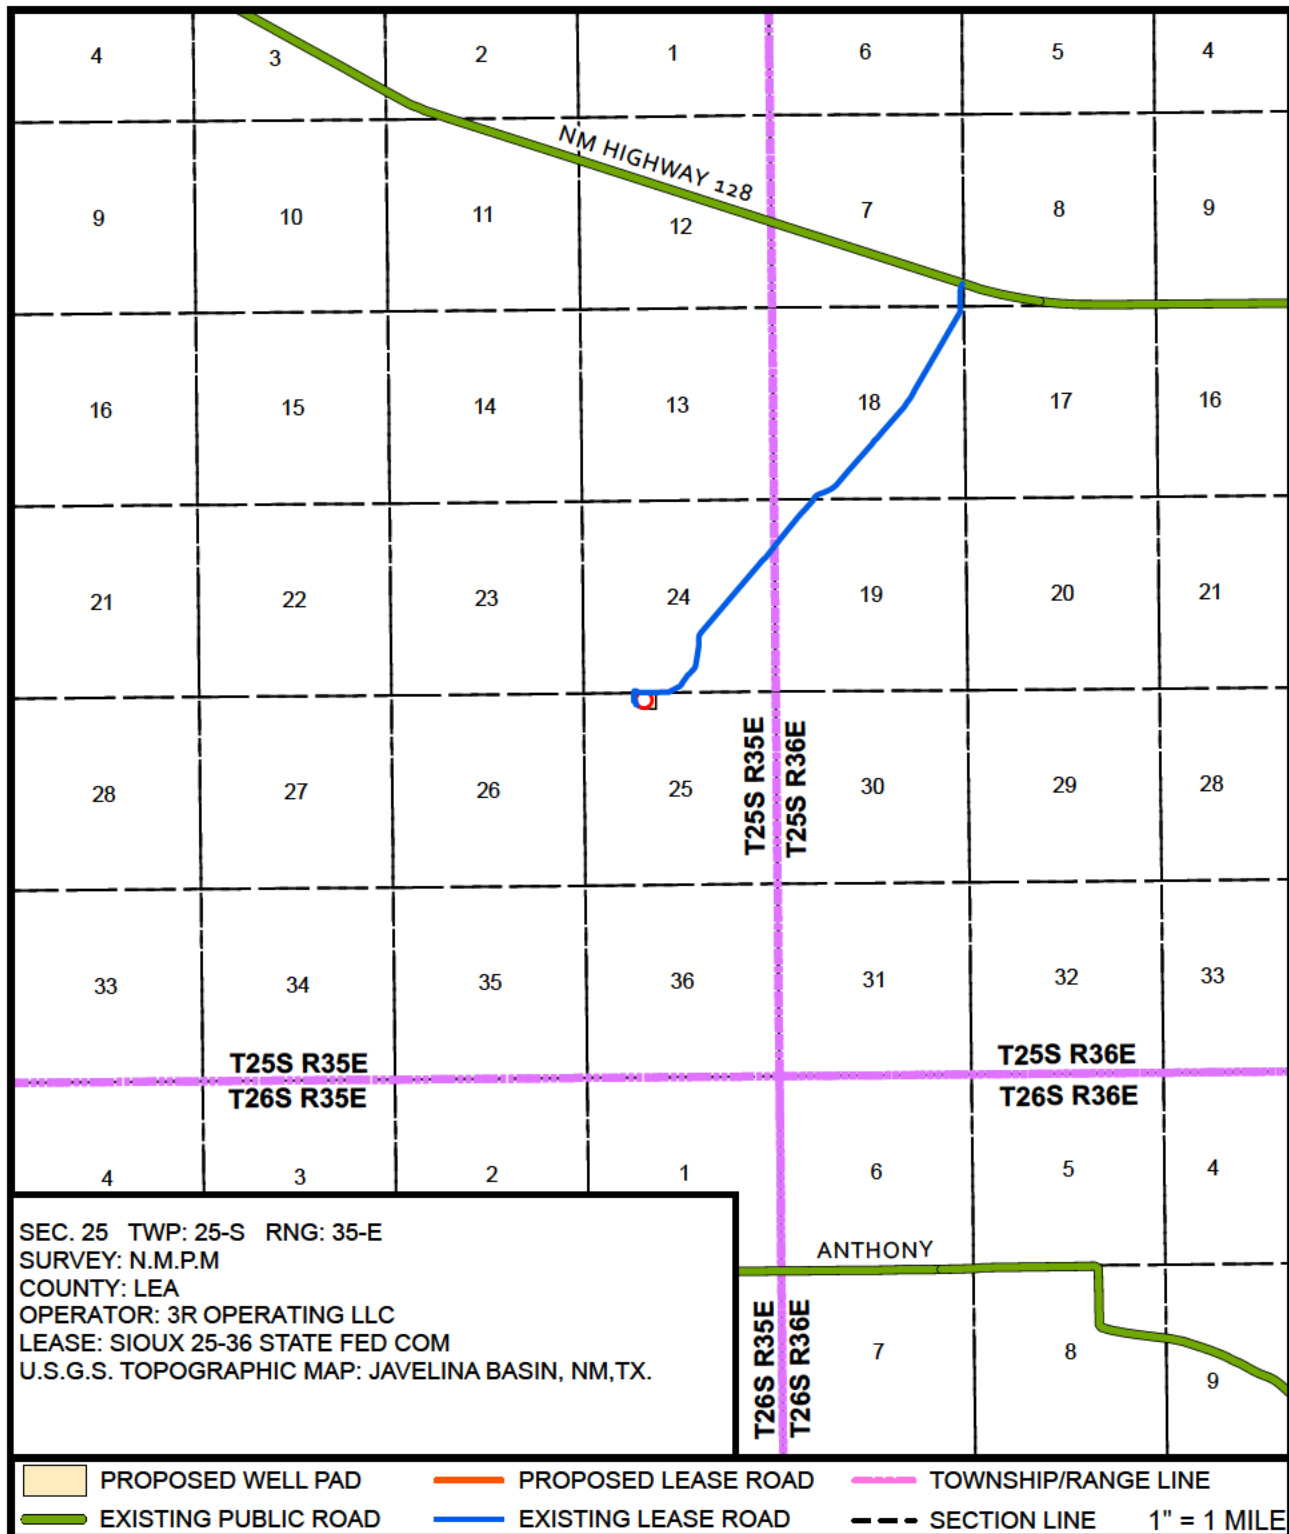 4 3 2 1 6 5 4
NM HIGHWAY 128
9 10 11 12 7 8 9
16 15 14 13 18 17 16
21 22 23 24 19 20 21
T25S R35E
T25S R36E
28 27 26 25 30 29 28
33 34 35 36 31 32 33
T25S R35E T25S R36E
T26S R35E T26S R36E
4 3 2 1 6 5 4
ANTHONY
T26S R35E
T26S R36E
7 8 9
SEC. 25 TWP: 25-S RNG: 35-E
SURVEY: N.M.P.M
COUNTY: LEA
OPERATOR: 3R OPERATING LLC
LEASE: SIOUX 25-36 STATE FED COM
U.S.G.S. TOPOGRAPHIC MAP: JAVELINA BASIN, NM,TX.
PROPOSED WELL PAD PROPOSED LEASE ROAD TOWNSHIP/RANGE LINE
EXISTING PUBLIC ROAD EXISTING LEASE ROAD SECTION LINE 1" = 1 MILE